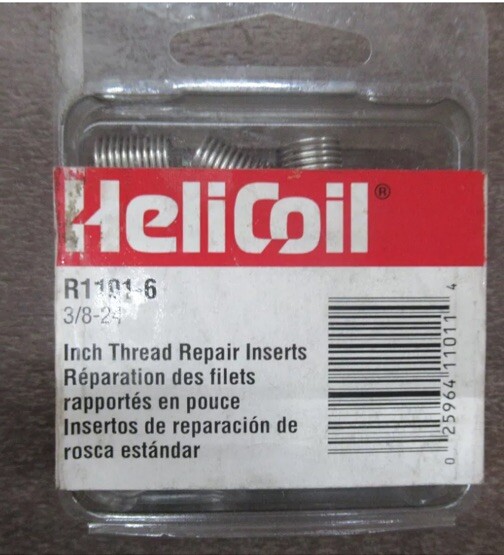 HeliCoil®
R1191-6
3/8-24
Inch Thread Repair Inserts
Réparation des filets
rapportés en pouce
Insertos de reparación de
rosca estándar
0 25964 11011 4